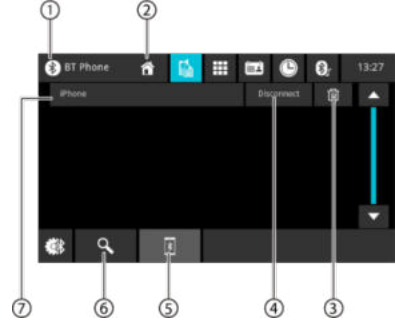 ① ②
BT Phone 13:27
iPhone Disconnect
⑦ ⑥ ⑤ ④ ③